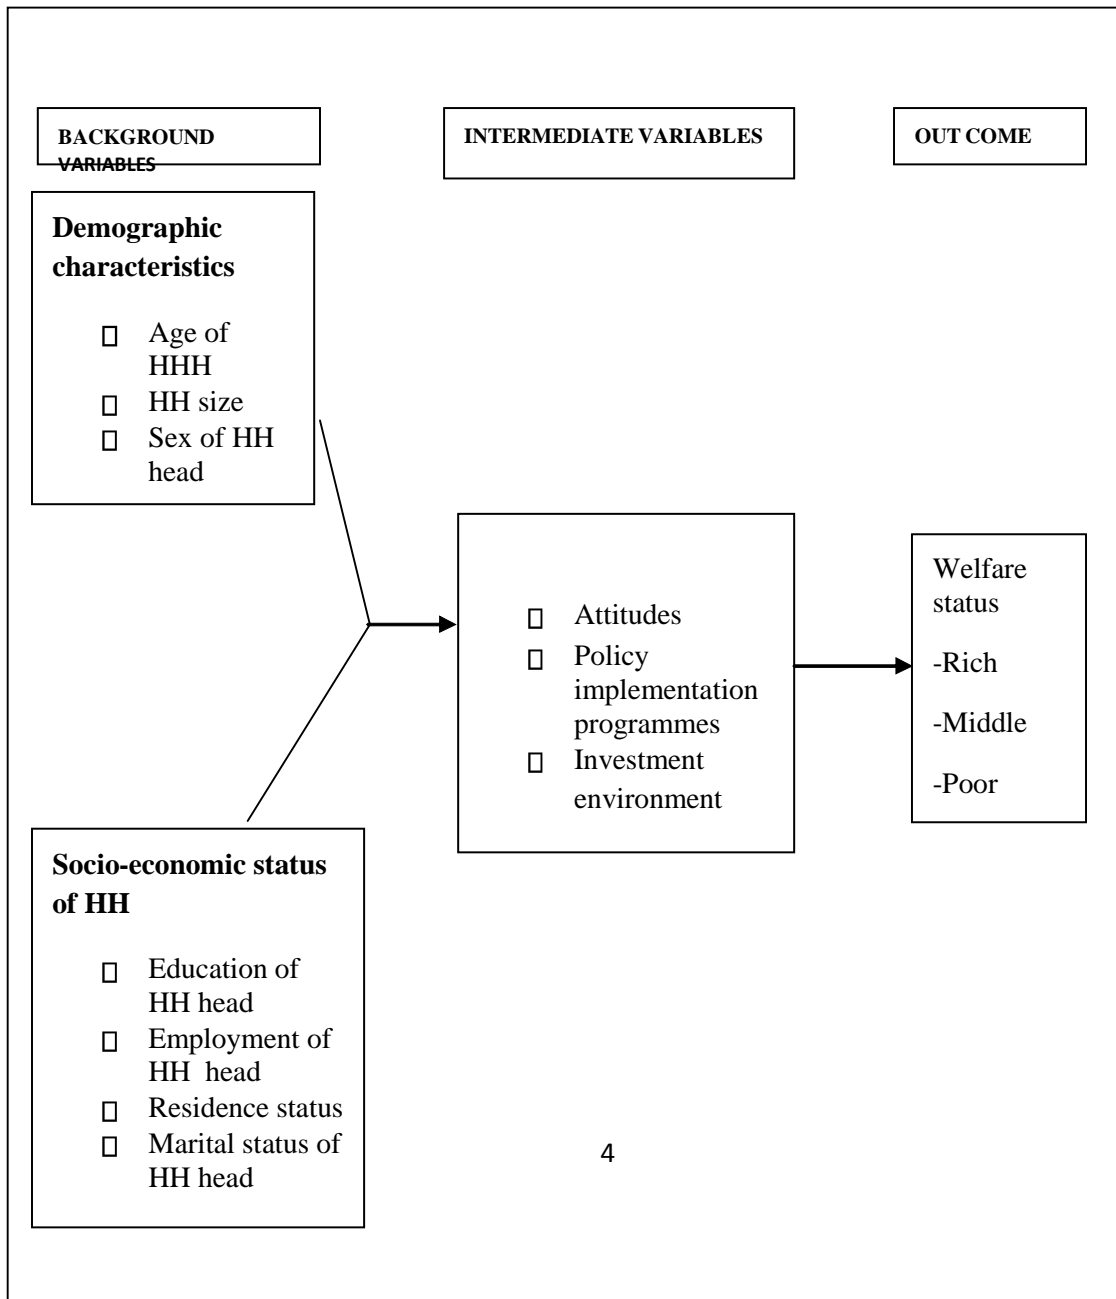 BACKGROUND
VARIABLES
INTERMEDIATE VARIABLES
OUT COME
Demographic
characteristics
Age of
HHH
HH size
Sex of HH
head
Attitudes
Policy
implementation
programmes
Investment
environment
Welfare
status
-Rich
-Middle
-Poor
Socio-economic status
of HH
Education of
HH head
Employment of
HH  head
Residence status
Marital status of
HH head
4